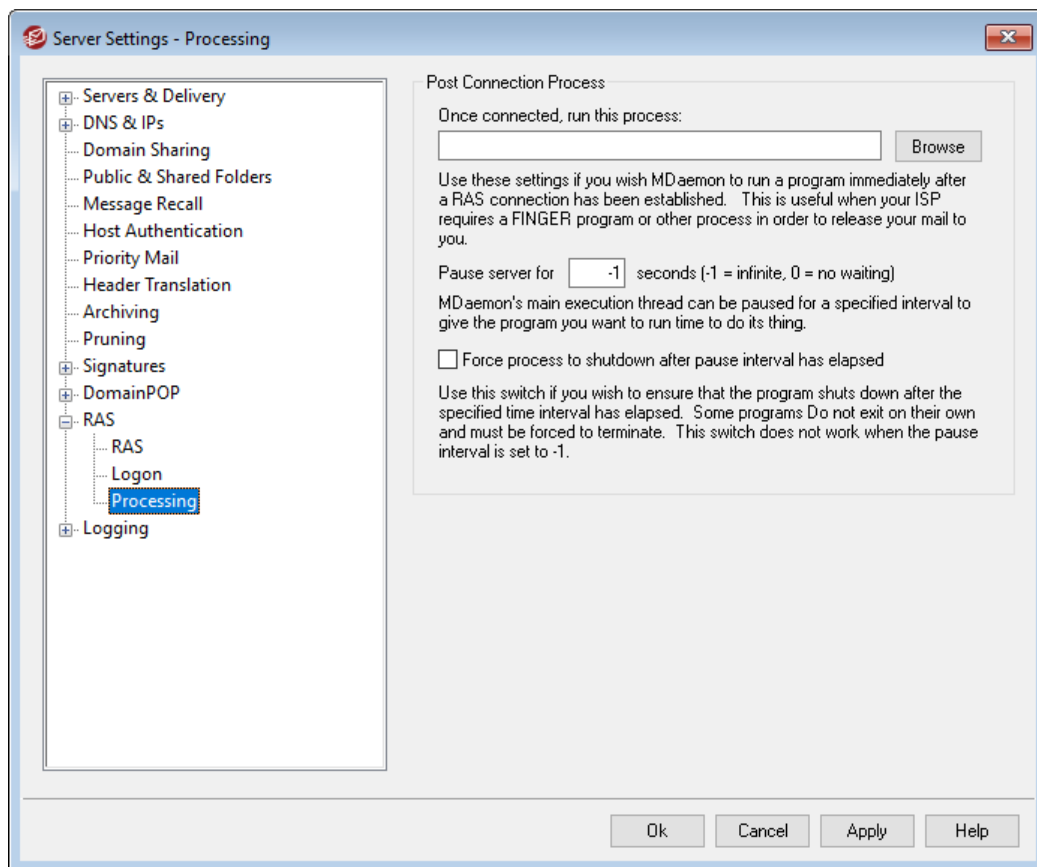 Server Settings - Processing
Servers & Delivery
DNS & IPs
Domain Sharing
Public & Shared Folders
Message Recall
Host Authentication
Priority Mail
Header Translation
Archiving
Pruning
Signatures
DomainPOP
RAS
RAS
Logon
Processing
Logging
Post Connection Process
Once connected, run this process:
Browse
Use these settings if you wish MDaemon to run a program immediately after
a RAS connection has been established.   This is useful when your ISP
requires a FINGER program or other process in order to release your mail to
you.
Pause server for -1 seconds (-1 = infinite, 0 = no waiting)
MDaemon's main execution thread can be paused for a specified interval to
give the program you want to run time to do its thing.
Force process to shutdown after pause interval has elapsed
Use this switch if you wish to ensure that the program shuts down after the
specified time interval has elapsed.  Some programs Do not exit on their own
and must be forced to terminate.  This switch does not work when the pause
interval is set to -1.
Ok Cancel Apply Help